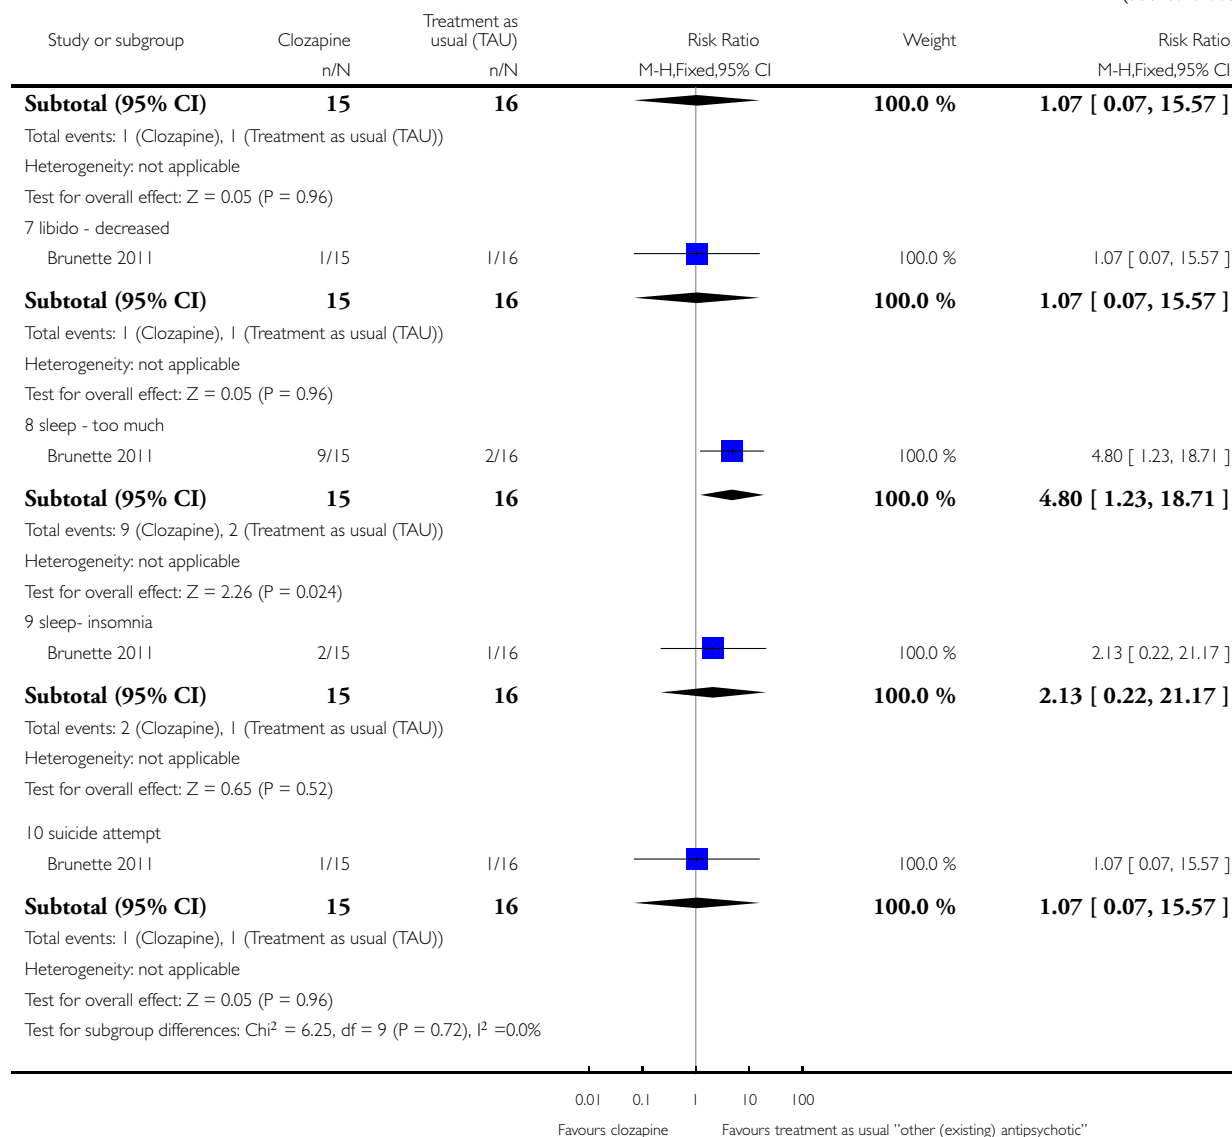 Study or subgroup Clozapine Treatment as usual (TAU) Risk Ratio Weight Risk Ratio
n/N n/N M-H,Fixed,95% CI M-H,Fixed,95% CI
Subtotal (95% CI) 15 16 100.0 % 1.07 [ 0.07, 15.57 ]
Total events: 1 (Clozapine), 1 (Treatment as usual (TAU))
Heterogeneity: not applicable
Test for overall effect: Z = 0.05 (P = 0.96)
7 libido - decreased
Brunette 2011 1/15 1/16 100.0 % 1.07 [ 0.07, 15.57 ]
Subtotal (95% CI) 15 16 100.0 % 1.07 [ 0.07, 15.57 ]
Total events: 1 (Clozapine), 1 (Treatment as usual (TAU))
Heterogeneity: not applicable
Test for overall effect: Z = 0.05 (P = 0.96)
8 sleep - too much
Brunette 2011 9/15 2/16 100.0 % 4.80 [ 1.23, 18.71 ]
Subtotal (95% CI) 15 16 100.0 % 4.80 [ 1.23, 18.71 ]
Total events: 9 (Clozapine), 2 (Treatment as usual (TAU))
Heterogeneity: not applicable
Test for overall effect: Z = 2.26 (P = 0.024)
9 sleep- insomnia
Brunette 2011 2/15 1/16 100.0 % 2.13 [ 0.22, 21.17 ]
Subtotal (95% CI) 15 16 100.0 % 2.13 [ 0.22, 21.17 ]
Total events: 2 (Clozapine), 1 (Treatment as usual (TAU))
Heterogeneity: not applicable
Test for overall effect: Z = 0.65 (P = 0.52)
10 suicide attempt
Brunette 2011 1/15 1/16 100.0 % 1.07 [ 0.07, 15.57 ]
Subtotal (95% CI) 15 16 100.0 % 1.07 [ 0.07, 15.57 ]
Total events: 1 (Clozapine), 1 (Treatment as usual (TAU))
Heterogeneity: not applicable
Test for overall effect: Z = 0.05 (P = 0.96)
Test for subgroup differences: Chi² = 6.25, df = 9 (P = 0.72), I² =0.0%
0.01 0.1 1 10 100
Favours clozapine Favours treatment as usual "other (existing) antipsychotic"